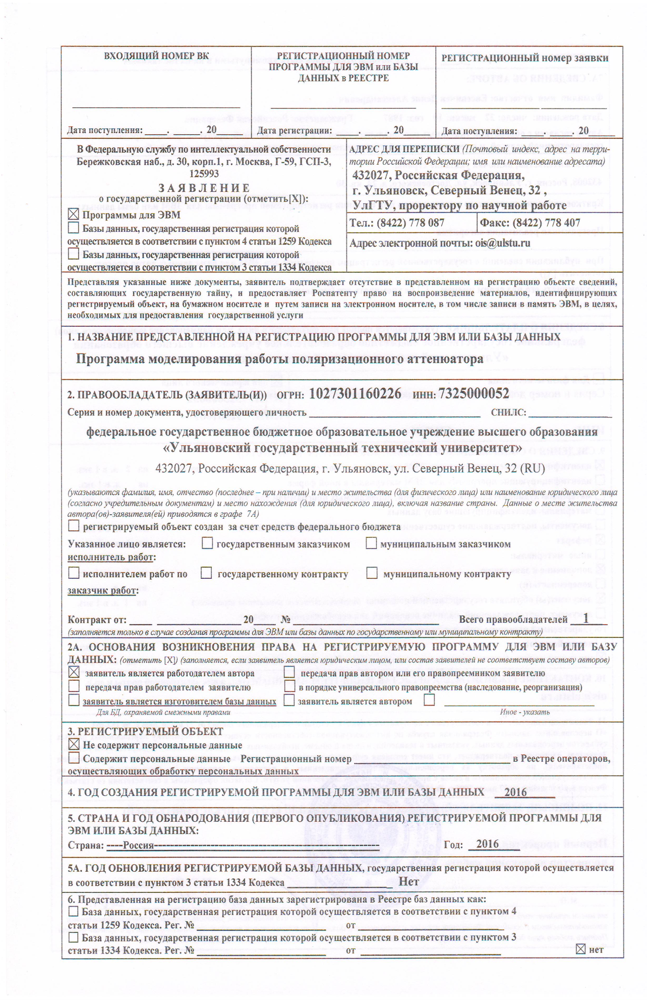 ВХОДЯЩИЙ НОМЕР ВК
Дата поступления: ____. _____. 20___
РЕГИСТРАЦИОННЫЙ НОМЕР
ПРОГРАММЫ ДЛЯ ЭВМ или БАЗЫ
ДАННЫХ в РЕЕСТРЕ
Дата регистрации: ____. ____. 20_____
РЕГИСТРАЦИОННЫЙ номер заявки
Дата поступления: ____. _____. 20_____
В Федеральную службу по интеллектуальной собственности
Бережковская наб., д. 30, корп.1, г. Москва, Г-59, ГСП-3,
125993
З А Я В Л Е Н И Е
о государственной регистрации (отметить[X]):
☒ Программы для ЭВМ
☐ Базы данных, государственная регистрация которой
осуществляется в соответствии с пунктом 4 статьи 1259 Кодекса
☐ Базы данных, государственная регистрация которой
осуществляется в соответствии с пунктом 3 статьи 1334 Кодекса
АДРЕС ДЛЯ ПЕРЕПИСКИ (Почтовый индекс, адрес на терри-
тории Российской Федерации; имя или наименование адресата)
432027, Российская Федерация,
г. Ульяновск, Северный Венец, 32 ,
УлГТУ, проректору по научной работе
Тел.: (8422) 778 087 Факс: (8422) 778 407
Адрес электронной почты: ois@ulstu.ru
Представляя указанные ниже документы, заявитель подтверждает отсутствие в представленном на регистрацию объекте сведений,
составляющих государственную тайну, и предоставляет Роспатенту право на воспроизведение материалов, идентифицирующих
регистрируемый объект, на бумажном носителе и путем записи на электронном носителе, в том числе записи в память ЭВМ, в целях,
необходимых для предоставления государственной услуги
1. НАЗВАНИЕ ПРЕДСТАВЛЕННОЙ НА РЕГИСТРАЦИЮ ПРОГРАММЫ ДЛЯ ЭВМ ИЛИ БАЗЫ ДАННЫХ
Программа моделирования работы поляризационного аттенюатора
2. ПРАВООБЛАДАТЕЛЬ (ЗАЯВИТЕЛЬ(И)) ОГРН: 1027301160226 ИНН: 7325000052
Серия и номер документа, удостоверяющего личность ____________ СНИЛС: ____________
федеральное государственное бюджетное образовательное учреждение высшего образования
«Ульяновский государственный технический университет»
432027, Российская Федерация, г. Ульяновск, ул. Северный Венец, 32 (RU)
(указываются фамилия, имя, отчество (последнее – при наличии) и место жительства (для физического лица) или наименование юридического лица
(согласно учредительным документам) и место нахождения (для юридического лица), включая название страны. Данные о месте жительства
автора(ов)-заявителя(ей) приводятся в графе 7А)
☐ регистрируемый объект создан за счет средств федерального бюджета
Указанное лицо является: ☐ государственным заказчиком ☐ муниципальным заказчиком
исполнитель работ:
☐ исполнителем работ по ☐ государственному контракту ☐ муниципальному контракту
заказчик работ:
Контракт от: ____ ____________ 20____ № ____________ Всего правообладателей 1
(заполняется только в случае создания программы для ЭВМ или базы данных по государственному или муниципальному контракту)
2А. ОСНОВАНИЯ ВОЗНИКНОВЕНИЯ ПРАВА НА РЕГИСТРИРУЕМУЮ ПРОГРАММУ ДЛЯ ЭВМ ИЛИ БАЗУ
ДАННЫХ: (отметить [X]) (заполняется, если заявитель является юридическим лицом, или состав заявителей не соответствует составу авторов)
☒ заявитель является работодателем автора ☐ передача прав автором или его правопреемником заявителю
☐ передача прав работодателем заявителю ☐ в порядке универсального правопреемства (наследование, реорганизация)
☐ заявитель является изготовителем базы данных ☐ заявитель является автором ☐ ____________
Для БД, охраняемой смежными правами Иное - указать
3. РЕГИСТРИРУЕМЫЙ ОБЪЕКТ
☒ Не содержит персональные данные
☐ Содержит персональные данные Регистрационный номер ____________ в Реестре операторов,
осуществляющих обработку персональных данных
4. ГОД СОЗДАНИЯ РЕГИСТРИРУЕМОЙ ПРОГРАММЫ ДЛЯ ЭВМ ИЛИ БАЗЫ ДАННЫХ 2016
5. СТРАНА И ГОД ОБНАРОДОВАНИЯ (ПЕРВОГО ОПУБЛИКОВАНИЯ) РЕГИСТРИРУЕМОЙ ПРОГРАММЫ ДЛЯ
ЭВМ ИЛИ БАЗЫ ДАННЫХ:
Страна: ----Россия------------------------------ Год: 2016
5А. ГОД ОБНОВЛЕНИЯ РЕГИСТРИРУЕМОЙ БАЗЫ ДАННЫХ, государственная регистрация которой осуществляется
в соответствии с пунктом 3 статьи 1334 Кодекса ____________ Нет
6. Представленная на регистрацию база данных зарегистрирована в Реестре баз данных как:
☐ База данных, государственная регистрация которой осуществляется в соответствии с пунктом 4
статьи 1259 Кодекса. Рег. № ____________ от ____________
☐ База данных, государственная регистрация которой осуществляется в соответствии с пунктом 3
статьи 1334 Кодекса. Рег. № ____________ от ____________ ☒ нет